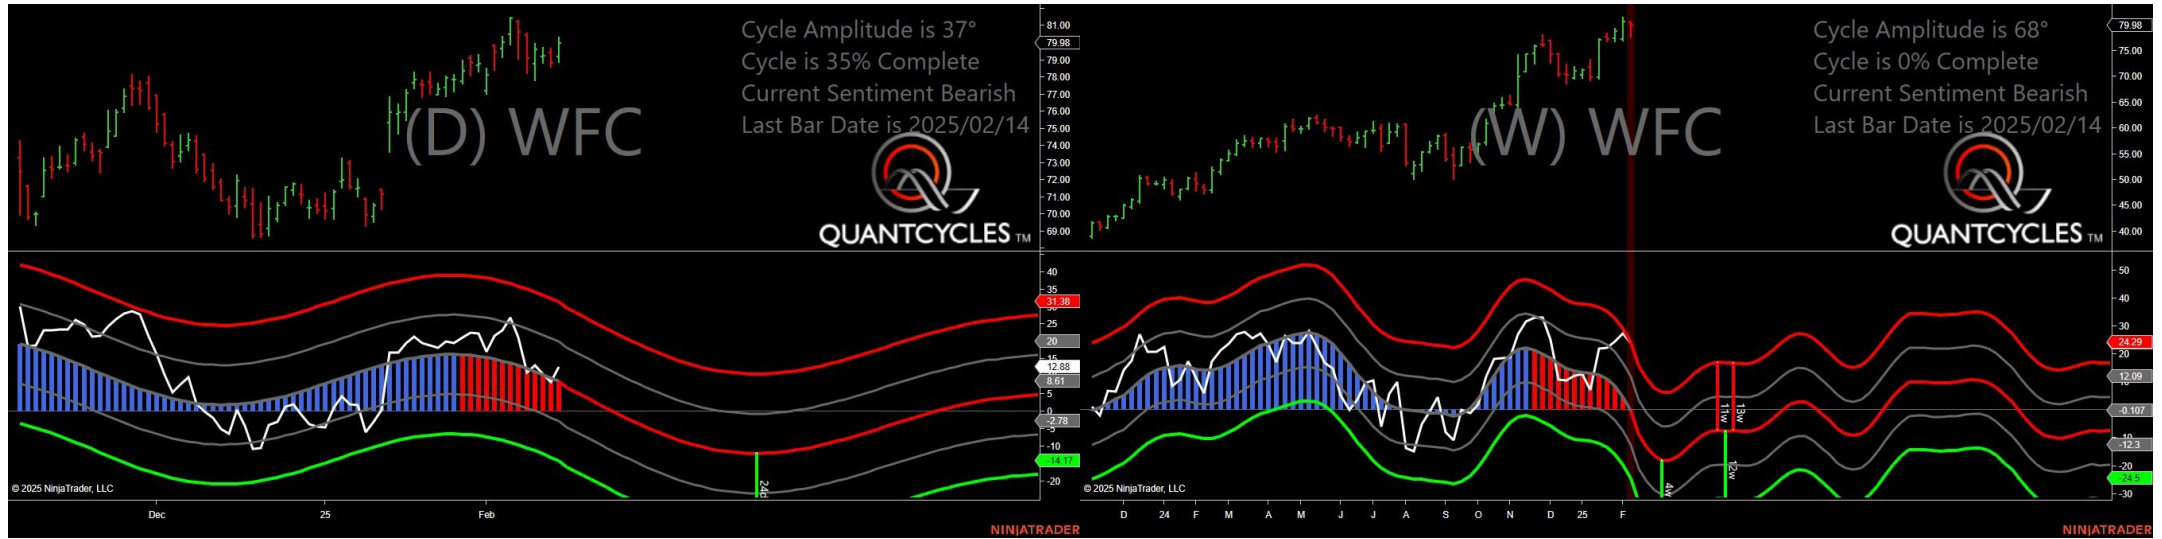 Cycle Amplitude is 37°
Cycle is 35% Complete
Current Sentiment Bearish
Last Bar Date is 2025/02/14
(D) WFC
QUANTCYCLES TM
81.00
79.98
79.00
78.00
77.00
76.00
75.00
74.00
73.00
72.00
71.00
70.00
69.00
40
35
31.38
25
20
15
12.88
8.61
5
0
-2.78
-5
-10
-14.17
-20
24d
© 2025 NinjaTrader, LLC
Dec
25
Feb
NINJATRADER
Cycle Amplitude is 68°
Cycle is 0% Complete
Current Sentiment Bearish
Last Bar Date is 2025/02/14
(W) WFC
QUANTCYCLES TM
79.98
75.00
70.00
65.00
60.00
55.00
50.00
45.00
40.00
50
40
30
24.29
20
12.09
-0.107
-12.3
-20
-24.5
-30
11w
13w
4w
12w
© 2025 NinjaTrader, LLC
D
24
F
M
A
M
J
J
A
S
O
N
D
25
F
NINJATRADER